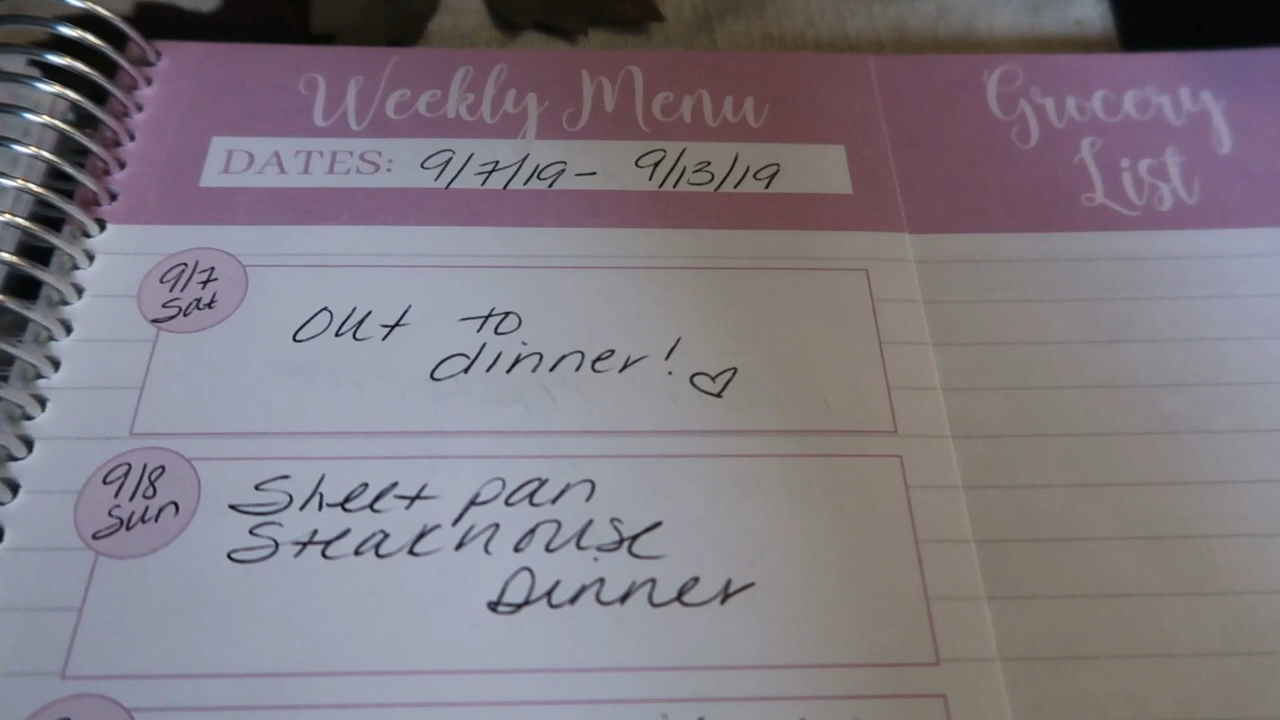 Weekly Menu
DATES: 9/7/19 - 9/13/19
Grocery
List
9/7
Sat
Out to
dinner! ♡
9/8
Sun
Sheet pan
Steakhouse
Dinner